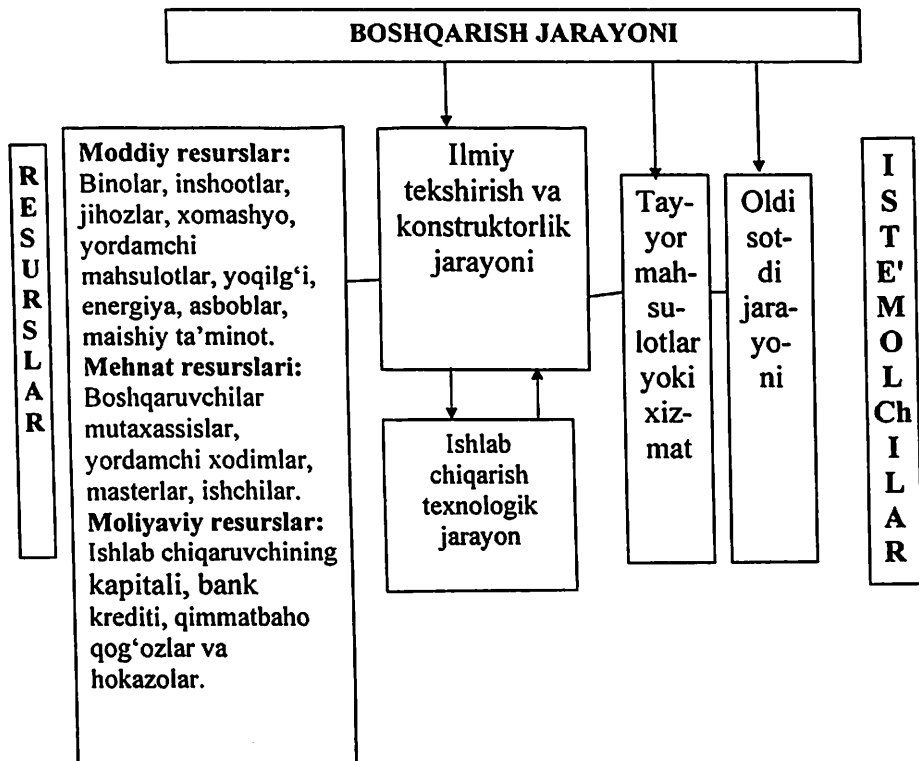 BOSHQARISH JARAYONI
R
E
S
U
R
S
L
A
R
Moddiy resurslar:
Binolar, inshootlar,
jihozlar, xomashyo,
yordamchi
mahsulotlar, yoqilg‘i,
energiya, asboblar,
maishiy ta’minot.
Mehnat resurslari:
Boshqaruvchilar
mutaxassislar,
yordamchi xodimlar,
masterlar, ishchilar.
Moliyaviy resurslar:
Ishlab chiqaruvchining
kapitali, bank
krediti, qimmatbaho
qog‘ozlar va
hokazolar.
Ilmiy
tekshirish va
konstruktorlik
jarayoni
Ishlab
chiqarish
texnologik
jarayon
Tay-
yor
mah-
su-
lotlar
yoki
xiz-
mat
Oldi
sot-
di
jara-
yo-
ni
I
S
T
E'
M
O
L
Ch
I
L
A
R